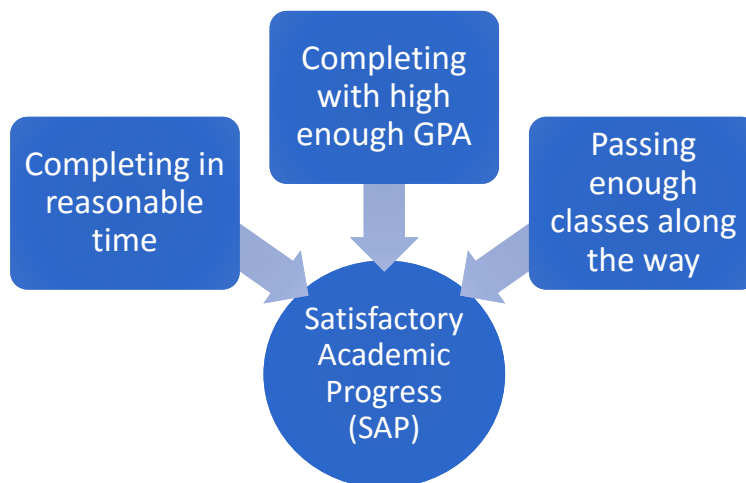 Completing
with high
enough GPA
Completing in
reasonable
time
Passing
enough
classes along
the way
Satisfactory
Academic
Progress
(SAP)